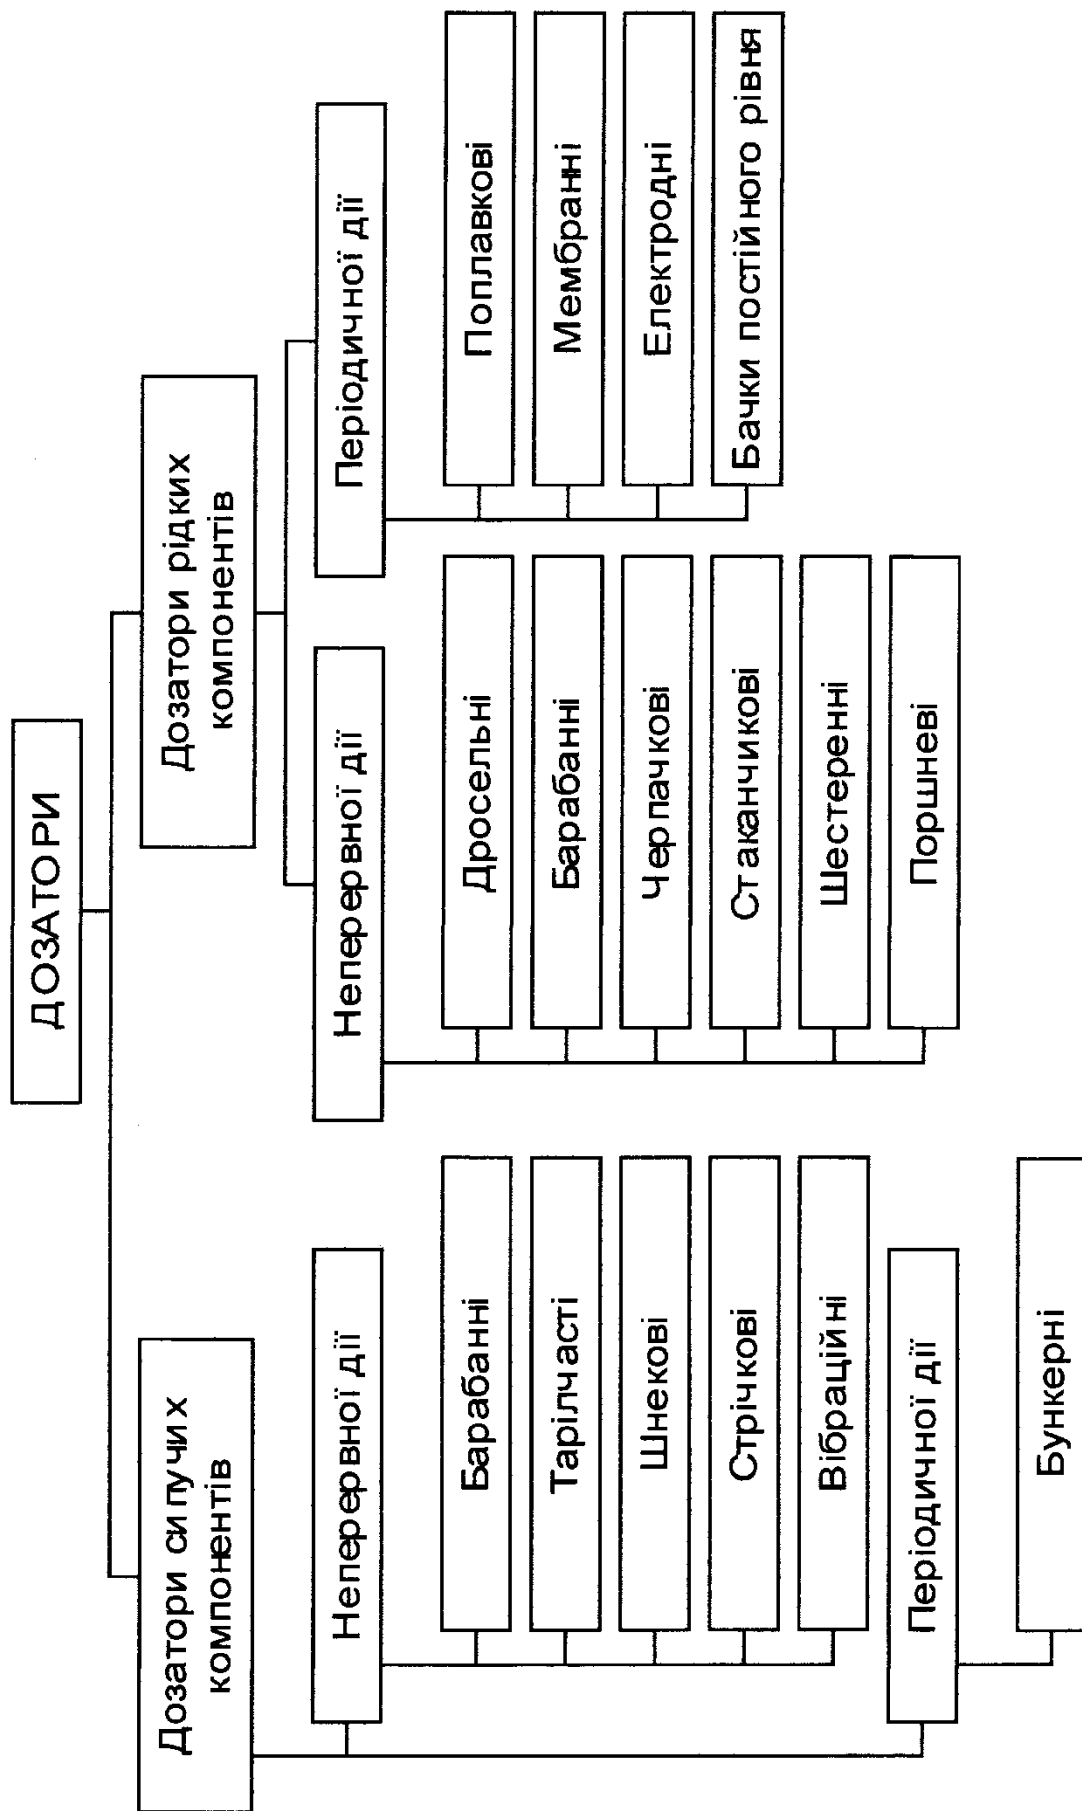 ДОЗАТОРИ
Дозатори сипучих
компонентів
Неперервної дії
Барабанні
Тарілчасті
Шнекові
Стрічкові
Вібраційні
Періодичної дії
Бункерні
Дозатори рідких
компонентів
Неперервної дії
Дросельні
Барабанні
Черпачкові
Стаканчикові
Шестеренні
Поршневі
Періодичної дії
Поплавкові
Мембранні
Електродні
Бачки постійного рівня